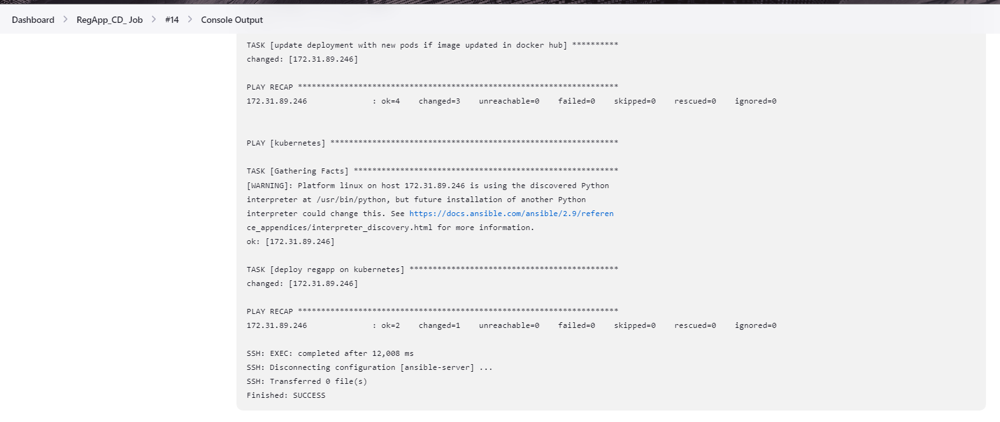 Dashboard > RegApp_CD_ Job > #14 > Console Output
TASK [update deployment with new pods if image updated in docker hub] **********
changed: [172.31.89.246]
PLAY RECAP *********************************************************************
172.31.89.246 : ok=4 changed=3 unreachable=0 failed=0 skipped=0 rescued=0 ignored=0
PLAY [kubernetes] **************************************************************
TASK [Gathering Facts] *********************************************************
[WARNING]: Platform linux on host 172.31.89.246 is using the discovered Python
interpreter at /usr/bin/python, but future installation of another Python
interpreter could change this. See https://docs.ansible.com/ansible/2.9/referen
ce_appendices/interpreter_discovery.html for more information.
ok: [172.31.89.246]
TASK [deploy regapp on kubernetes] *********************************************
changed: [172.31.89.246]
PLAY RECAP *********************************************************************
172.31.89.246 : ok=2 changed=1 unreachable=0 failed=0 skipped=0 rescued=0 ignored=0
SSH: EXEC: completed after 12,008 ms
SSH: Disconnecting configuration [ansible-server] ...
SSH: Transferred 0 file(s)
Finished: SUCCESS